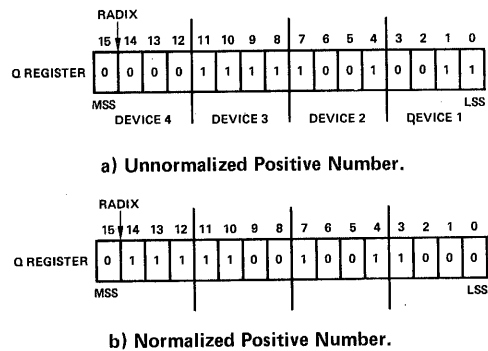 RADIX
15 14 13 12 11 10 9 8 7 6 5 4 3 2 1 0
Q REGISTER 0 0 0 0 1 1 1 1 1 0 0 1 0 0 1 1
MSS LSS
DEVICE 4 DEVICE 3 DEVICE 2 DEVICE 1
a) Unnormalized Positive Number.
RADIX
15 14 13 12 11 10 9 8 7 6 5 4 3 2 1 0
Q REGISTER 0 1 1 1 1 1 0 0 1 0 0 1 1 0 0 0
MSS LSS
b) Normalized Positive Number.